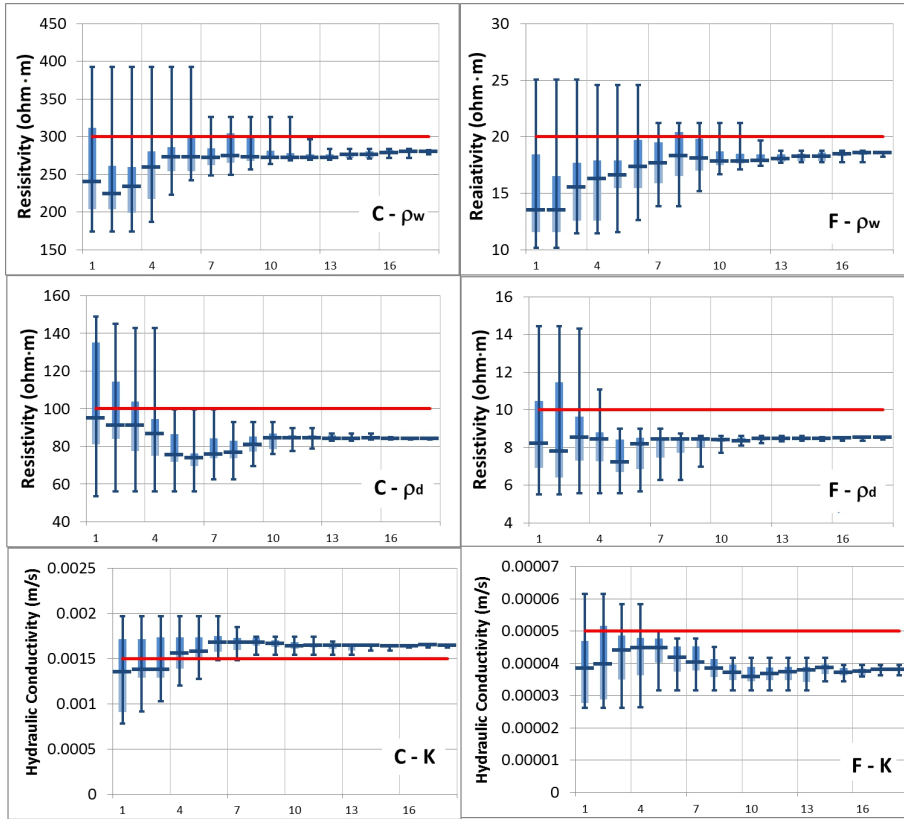 450
400
350
300
250
200
150
Resisitvity (ohm·m)
C - ρw
1 4 7 10 13 16
30
25
20
15
10
Reaiativity (ohm·m)
F - ρw
1 4 7 10 13 16
160
140
120
100
80
60
40
Resistivity (ohm·m)
C - ρd
1 4 7 10 13 16
16
14
12
10
8
6
4
Resistivity (ohm·m)
F - ρd
1 4 7 10 13 16
0.0025
0.002
0.0015
0.001
0.0005
0
Hydraulic Conductivity (m/s)
C - K
1 4 7 10 13 16
0.00007
0.00006
0.00005
0.00004
0.00003
0.00002
0.00001
0
Hydraulic Conductivity (m/s)
F - K
1 4 7 10 13 16